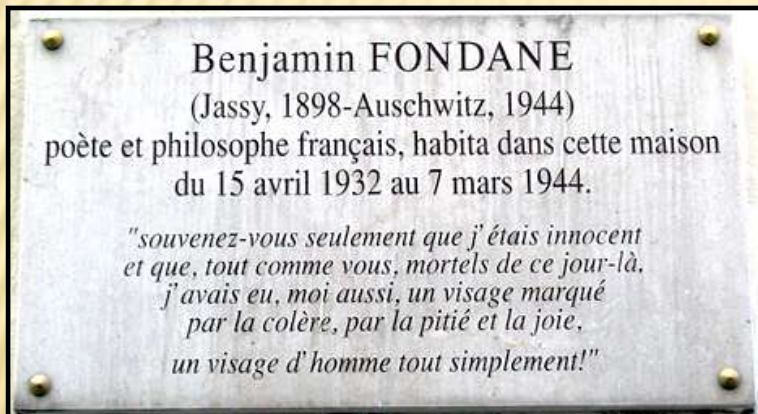 Benjamin FONDANE
(Jassy, 1898-Auschwitz, 1944)
poète et philosophe français, habita dans cette maison
du 15 avril 1932 au 7 mars 1944.
"souvenez-vous seulement que j'étais innocent
et que, tout comme vous, mortels de ce jour-là,
j'avais eu, moi aussi, un visage marqué
par la colère, par la pitié et la joie,
un visage d'homme tout simplement!"